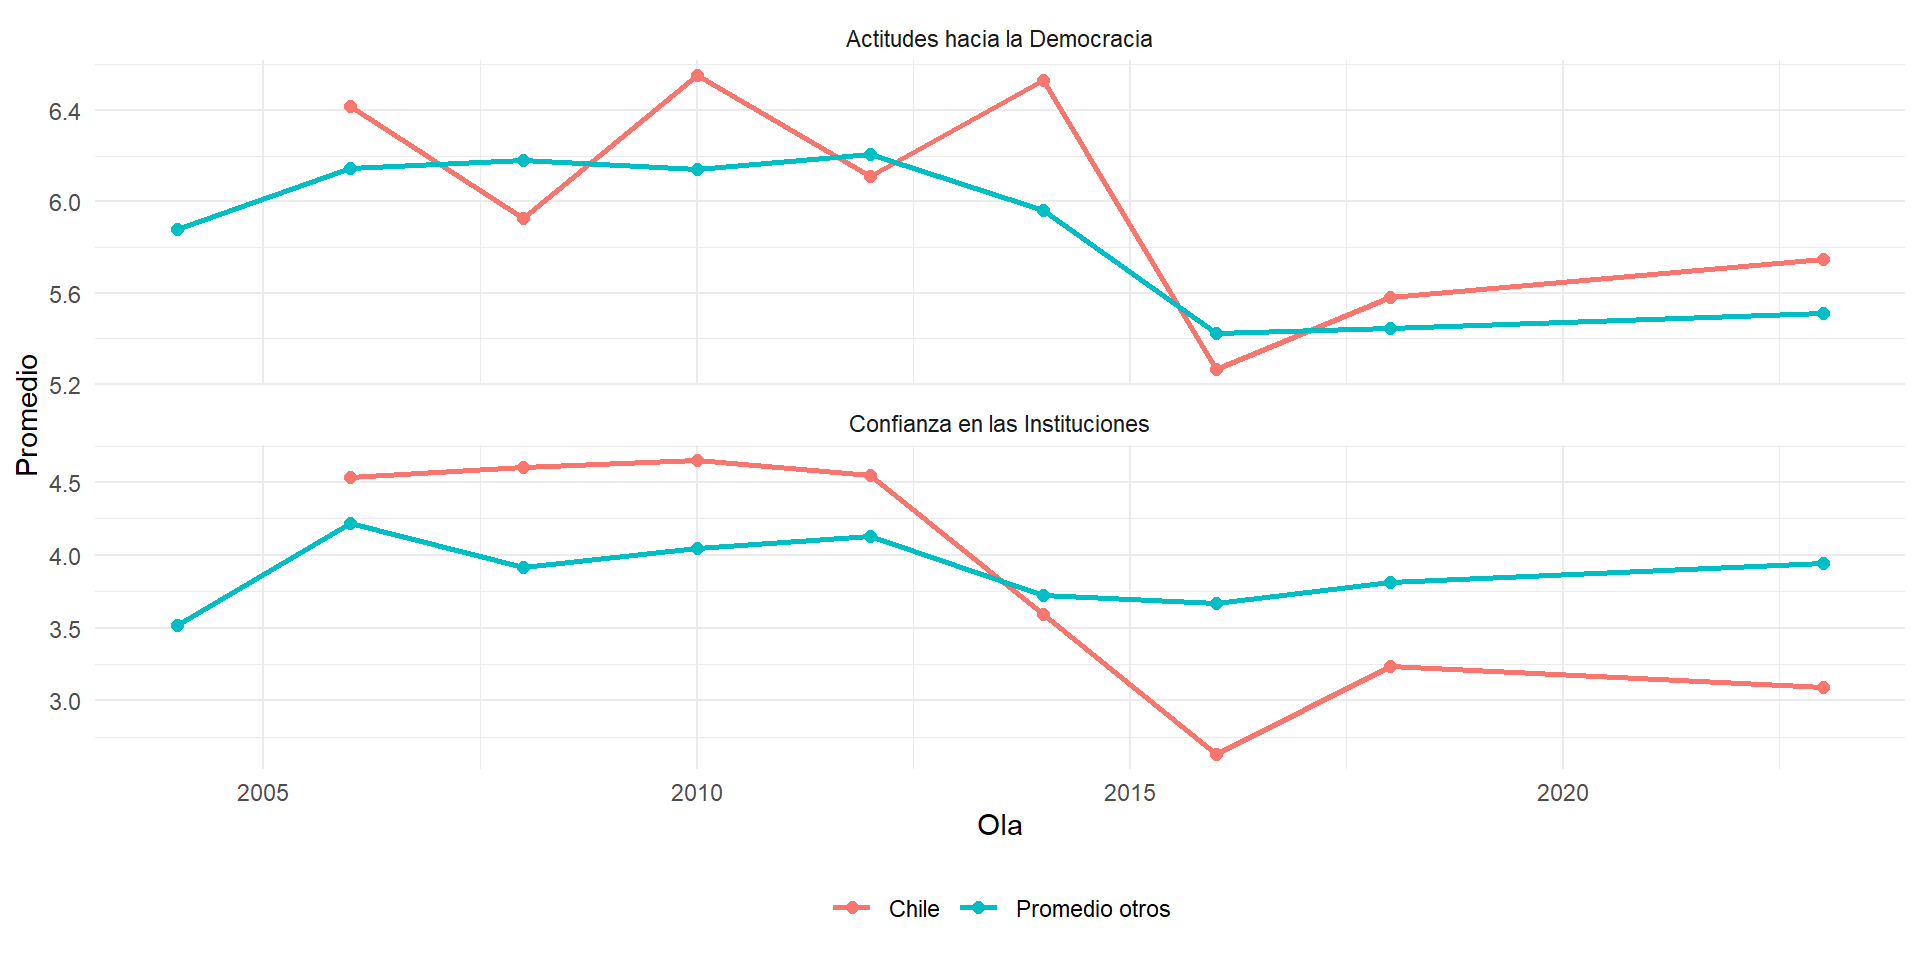 Actitudes hacia la Democracia
6.4
6.0
5.6
5.2
Promedio
Confianza en las Instituciones
4.5
4.0
3.5
3.0
2005 2010 2015 2020
Ola
Chile Promedio otros